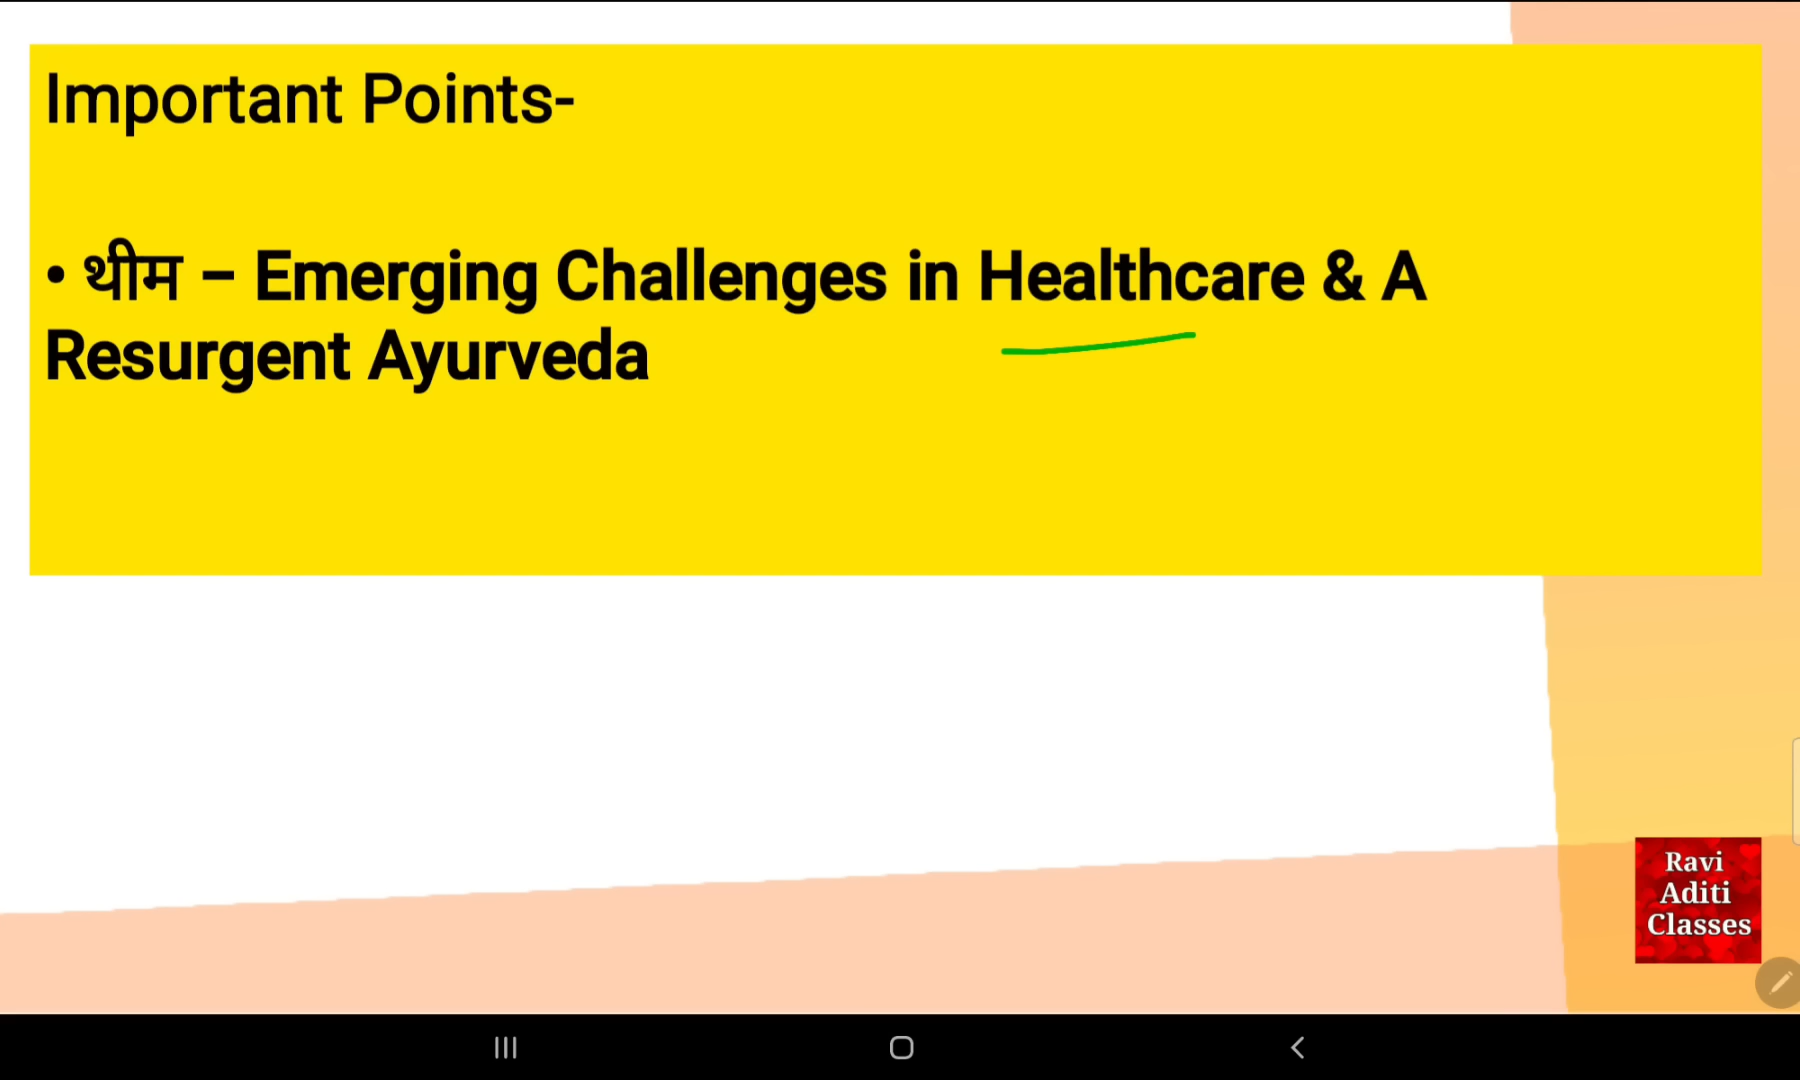 Important Points-
• थीम – Emerging Challenges in Healthcare & A
Resurgent Ayurveda
Ravi
Aditi
Classes